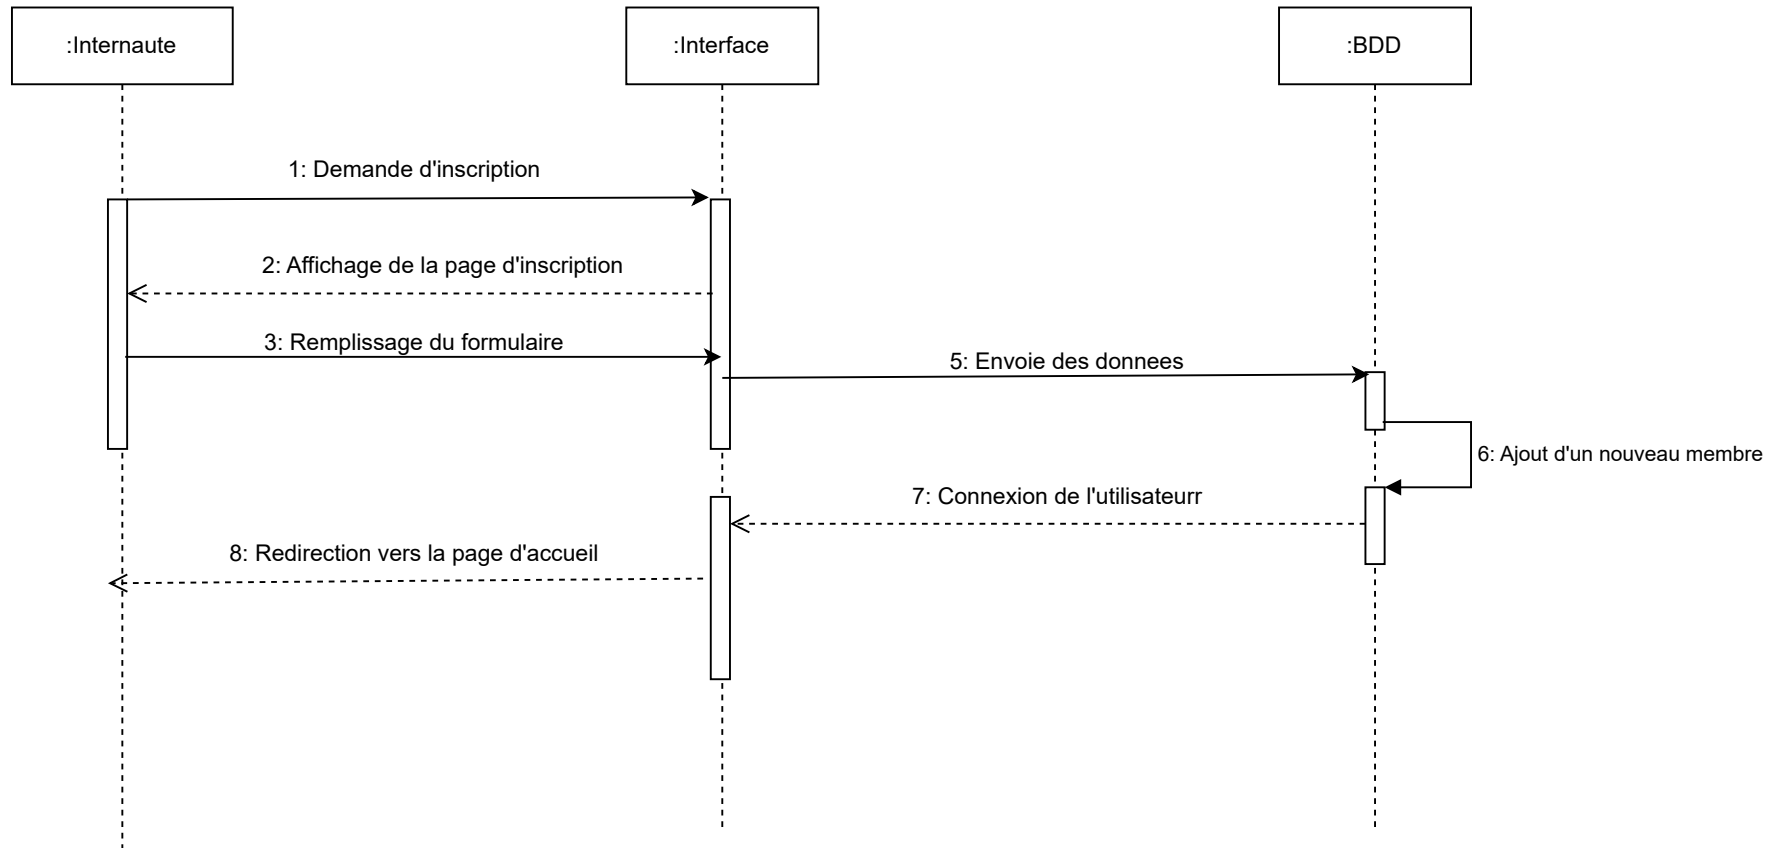 :Internaute
:Interface
:BDD
1: Demande d'inscription
2: Affichage de la page d'inscription
3: Remplissage du formulaire
5: Envoie des donnees
6: Ajout d'un nouveau membre
7: Connexion de l'utilisateurr
8: Redirection vers la page d'accueil